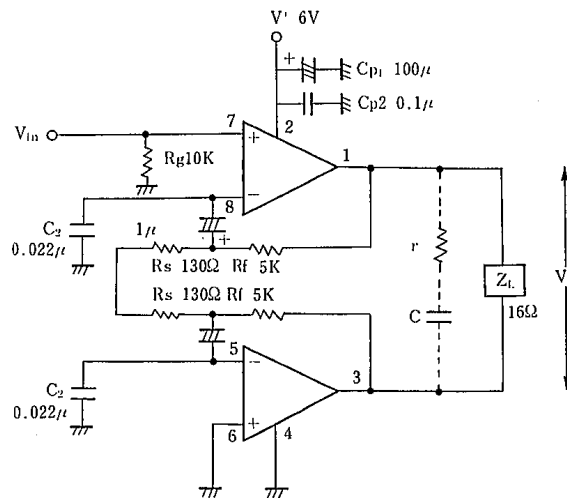 V' 6V
+
Cp1 100μ
Cp2 0.1μ
2
7
Vin
+
1
Rg10K
−
8
C2
0.022μ
1μ
+
Rs 130Ω Rf 5K
r
V
ZL
16Ω
Rs 130Ω Rf 5K
C
5
−
3
C2
0.022μ
+
6
4